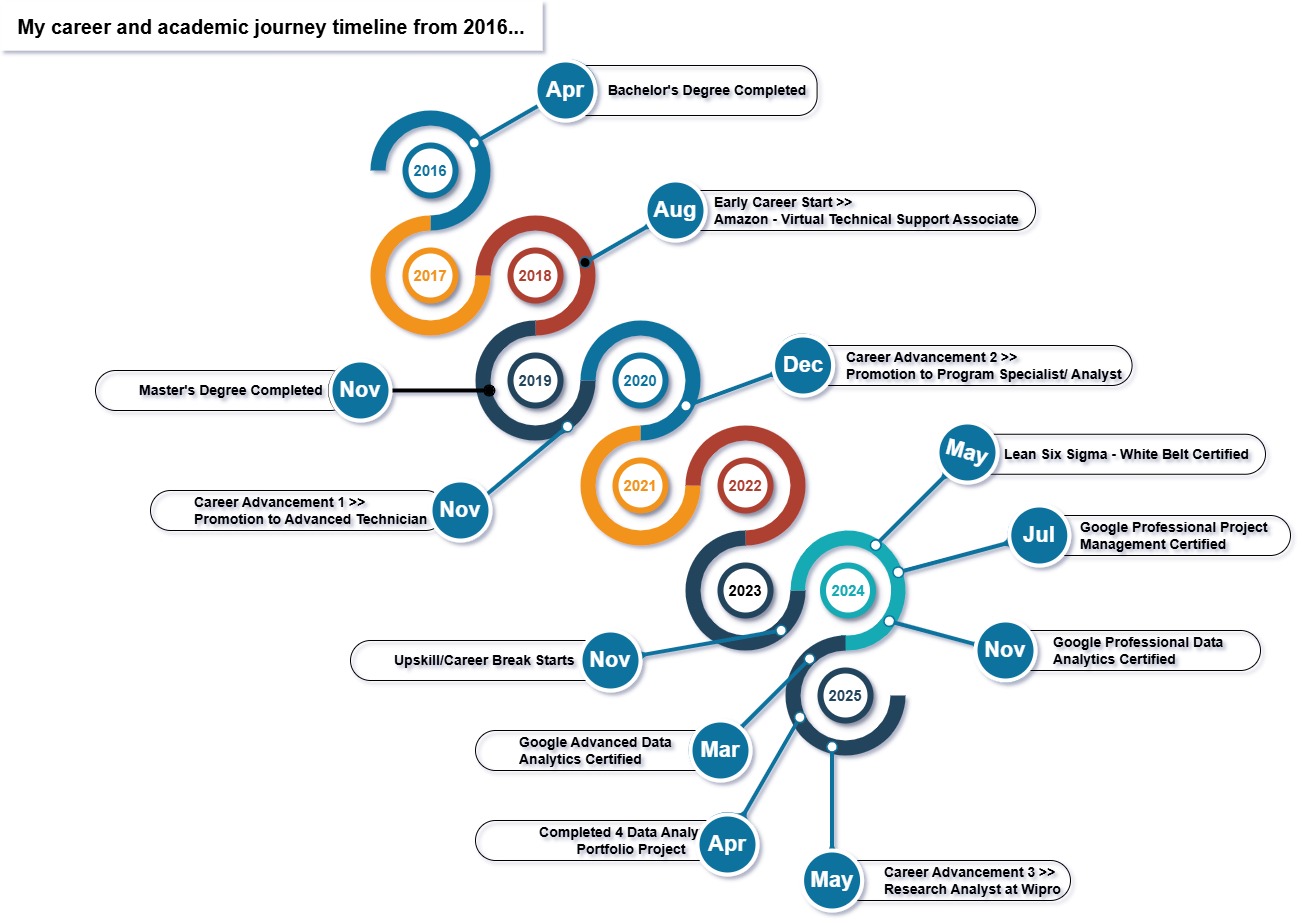 My career and academic journey timeline from 2016...
Apr
Bachelor's Degree Completed
2016
Aug
Early Career Start >>
Amazon - Virtual Technical Support Associate
2017
2018
Master's Degree Completed
Nov
2019
2020
Dec
Career Advancement 2 >>
Promotion to Program Specialist/ Analyst
Career Advancement 1 >>
Promotion to Advanced Technician
Nov
2021
2022
May
Lean Six Sigma - White Belt Certified
Jul
Google Professional Project
Management Certified
2023
2024
Upskill/Career Break Starts
Nov
Nov
Google Professional Data
Analytics Certified
2025
Google Advanced Data
Analytics Certified
Mar
Completed 4 Data Analy
Portfolio Project
Apr
May
Career Advancement 3 >>
Research Analyst at Wipro